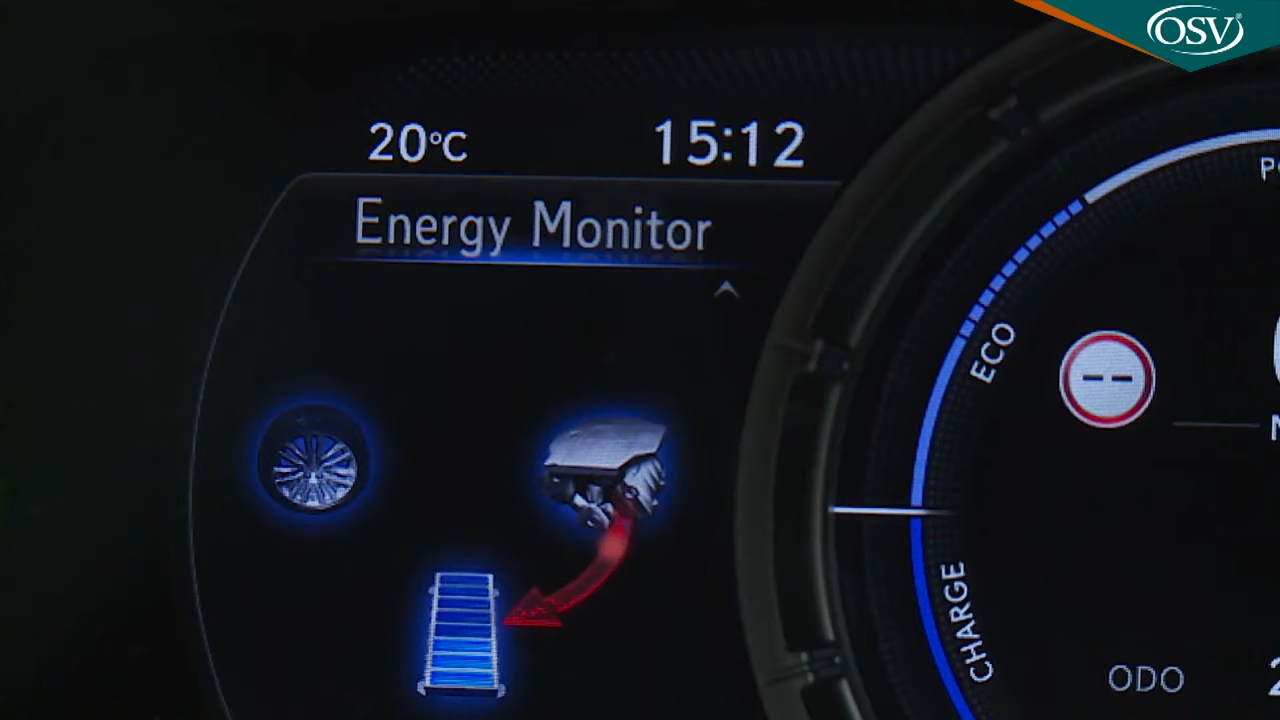 OSV
20°C
15:12
Energy Monitor
ECO
--
CHARGE
ODO